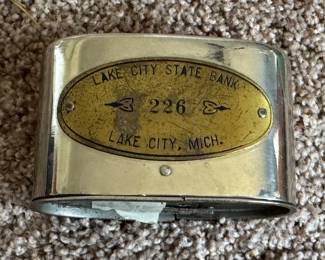 LAKE CITY STATE BANK
226
LAKE CITY, MICH.